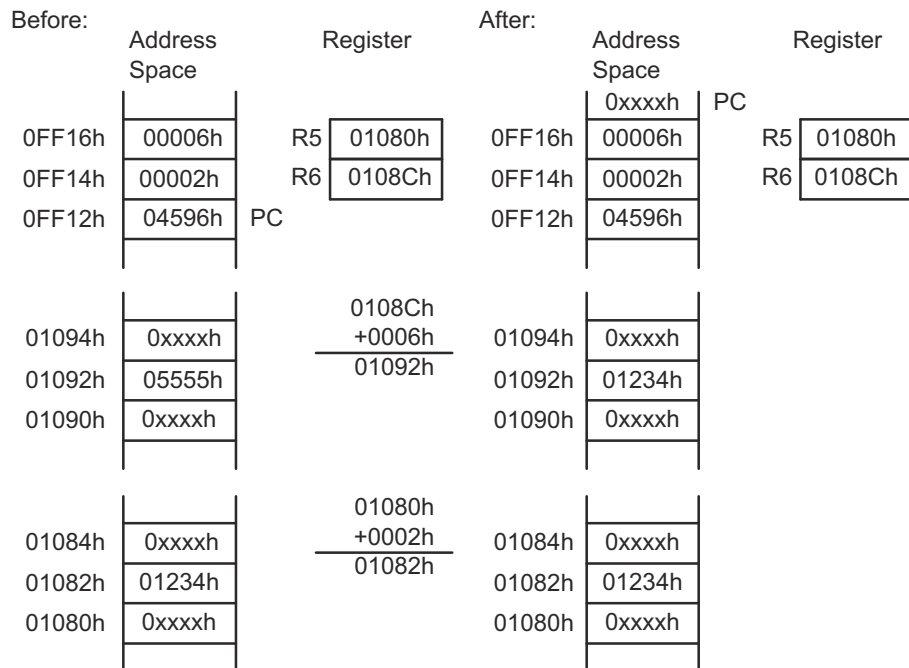 Before:
Address Space
Register
0FF16h 00006h
0FF14h 00002h
0FF12h 04596h PC
R5 01080h
R6 0108Ch
01094h 0xxxxh
01092h 05555h
01090h 0xxxxh
0108Ch
+0006h
01092h
01084h 0xxxxh
01082h 01234h
01080h 0xxxxh
01080h
+0002h
01082h
After:
Address Space
Register
0xxxxh PC
0FF16h 00006h
0FF14h 00002h
0FF12h 04596h
R5 01080h
R6 0108Ch
01094h 0xxxxh
01092h 01234h
01090h 0xxxxh
01084h 0xxxxh
01082h 01234h
01080h 0xxxxh